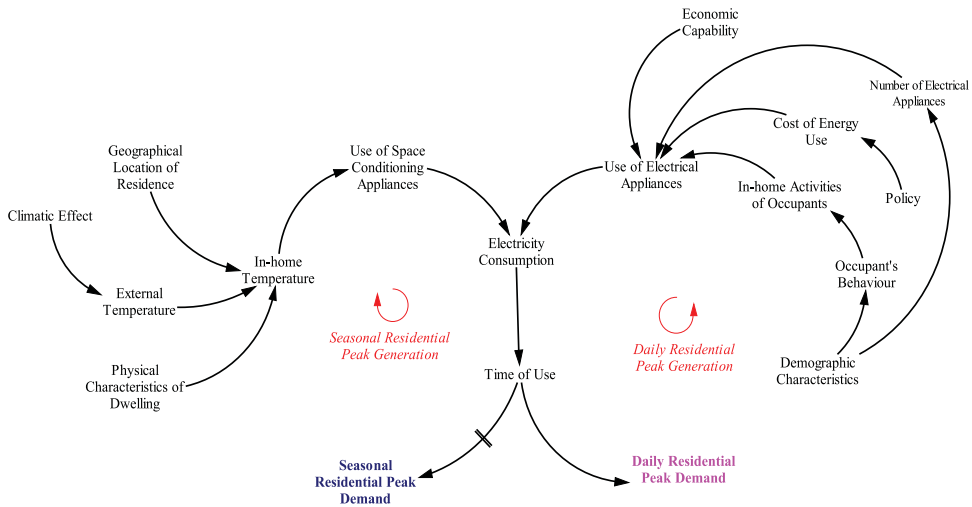 Economic
Capability
Number of Electrical
Appliances
Cost of Energy
Use
Geographical
Location of
Residence
Use of Space
Conditioning
Appliances
Use of Electrical
Appliances
In-home Activities
of Occupants
Policy
Climatic Effect
Electricity
Consumption
In-home
Temperature
Occupant's
Behaviour
External
Temperature
Seasonal Residential
Peak Generation
Daily Residential
Peak Generation
Physical
Characteristics of
Dwelling
Time of Use
Demographic
Characteristics
Seasonal
Residential Peak
Demand
Daily Residential
Peak Demand